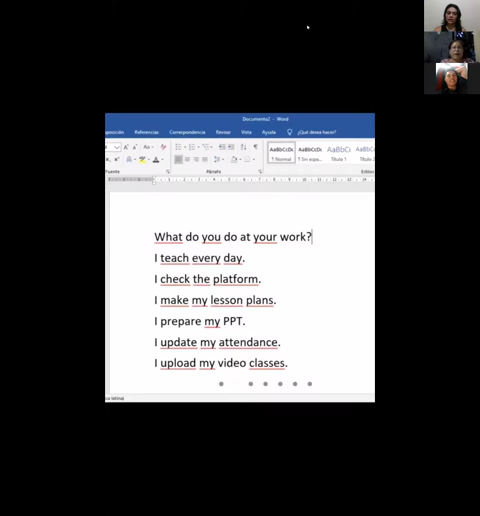 Documento2 - Word
Referencias Correspondencia Revisar Vista Ayuda ¿Qué desea hacer?
AaBbCcDc AaBbCcDc AaBbCc AaBbCcD
¶ Normal ¶ Sin espa... Título 1 Título 2
Fuente Párrafo
What do you do at your work?
I teach every day.
I check the platform.
I make my lesson plans.
I prepare my PPT.
I update my attendance.
I upload my video classes.